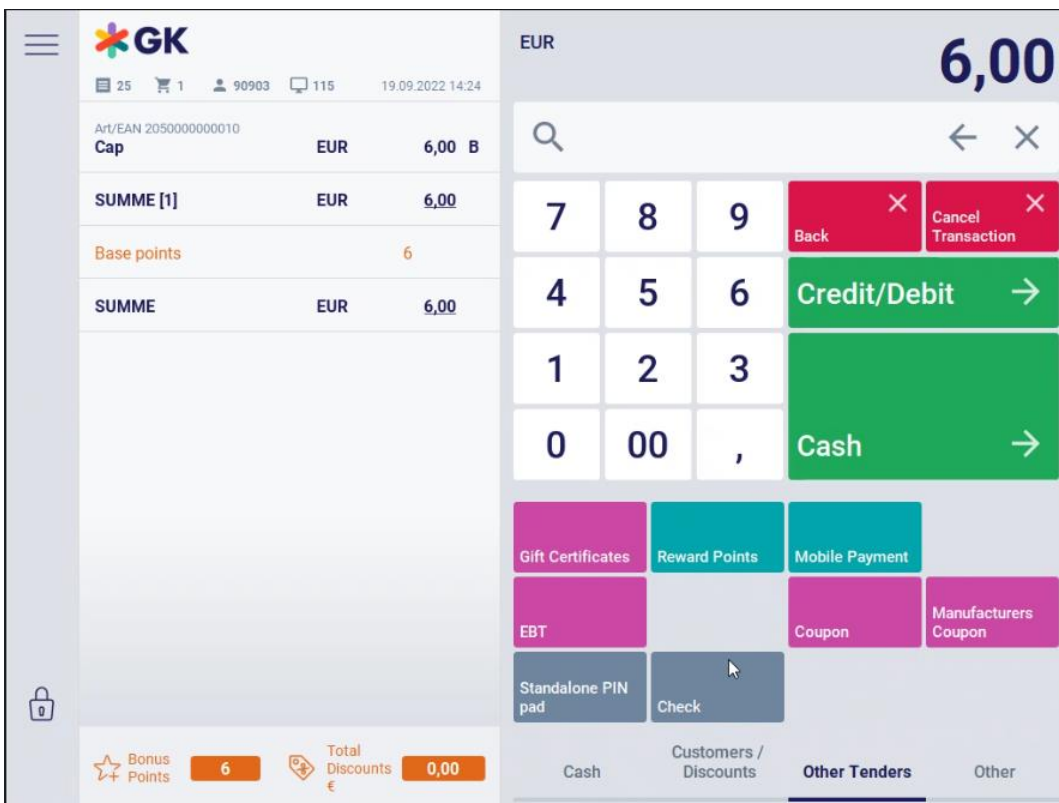 GK
25 1 90903 115 19.09.2022 14:24
Art/EAN 2050000000010
Cap EUR 6,00 B
SUMME [1] EUR 6,00
Base points 6
SUMME EUR 6,00
Bonus
Points
6
Total
Discounts
€
0,00
EUR
6,00
7 8 9
Back
Cancel
Transaction
4 5 6
Credit/Debit
1 2 3
0 00 ,
Cash
Gift Certificates
Reward Points
Mobile Payment
EBT
Coupon
Manufacturers
Coupon
Standalone PIN
pad
Check
Cash
Customers /
Discounts
Other Tenders
Other